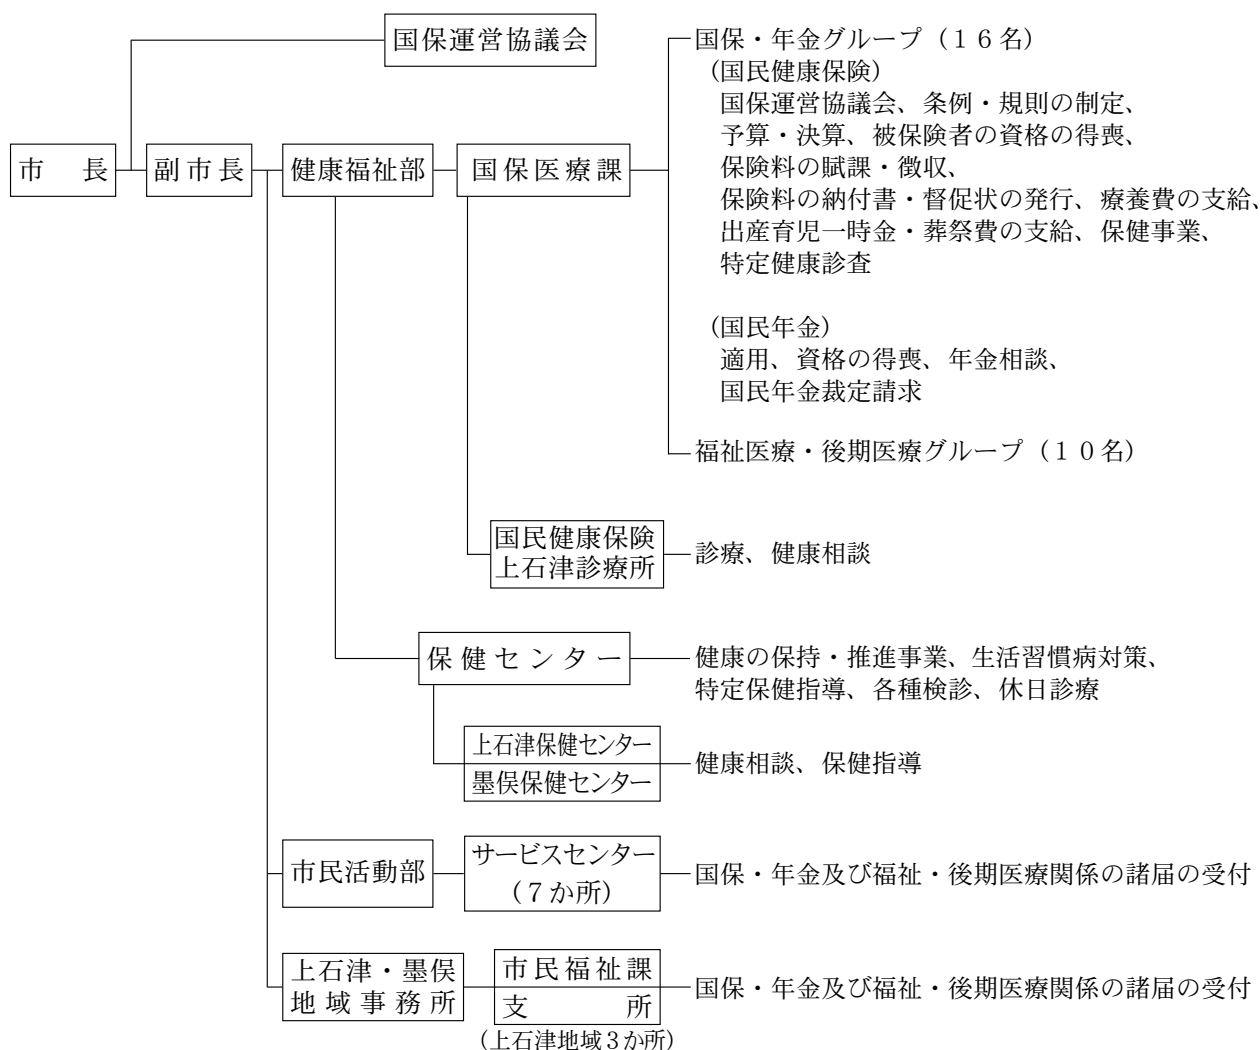 国保運営協議会
国保・年金グループ（１６名）
（国民健康保険）
国保運営協議会、条例・規則の制定、
予算・決算、被保険者の資格の得喪、
保険料の賦課・徴収、
保険料の納付書・督促状の発行、療養費の支給、
出産育児一時金・葬祭費の支給、保健事業、
特定健康診査
市長
副市長
健康福祉部
国保医療課
（国民年金）
適用、資格の得喪、年金相談、
国民年金裁定請求
福祉医療・後期医療グループ（１０名）
国民健康保険
上石津診療所
診療、健康相談
保健センター
健康の保持・推進事業、生活習慣病対策、
特定保健指導、各種検診、休日診療
上石津保健センター
墨俣保健センター
健康相談、保健指導
市民活動部
サービスセンター
（７か所）
国保・年金及び福祉・後期医療関係の諸届の受付
上石津・墨俣
地域事務所
市民福祉課
支所
（上石津地域３か所）
国保・年金及び福祉・後期医療関係の諸届の受付